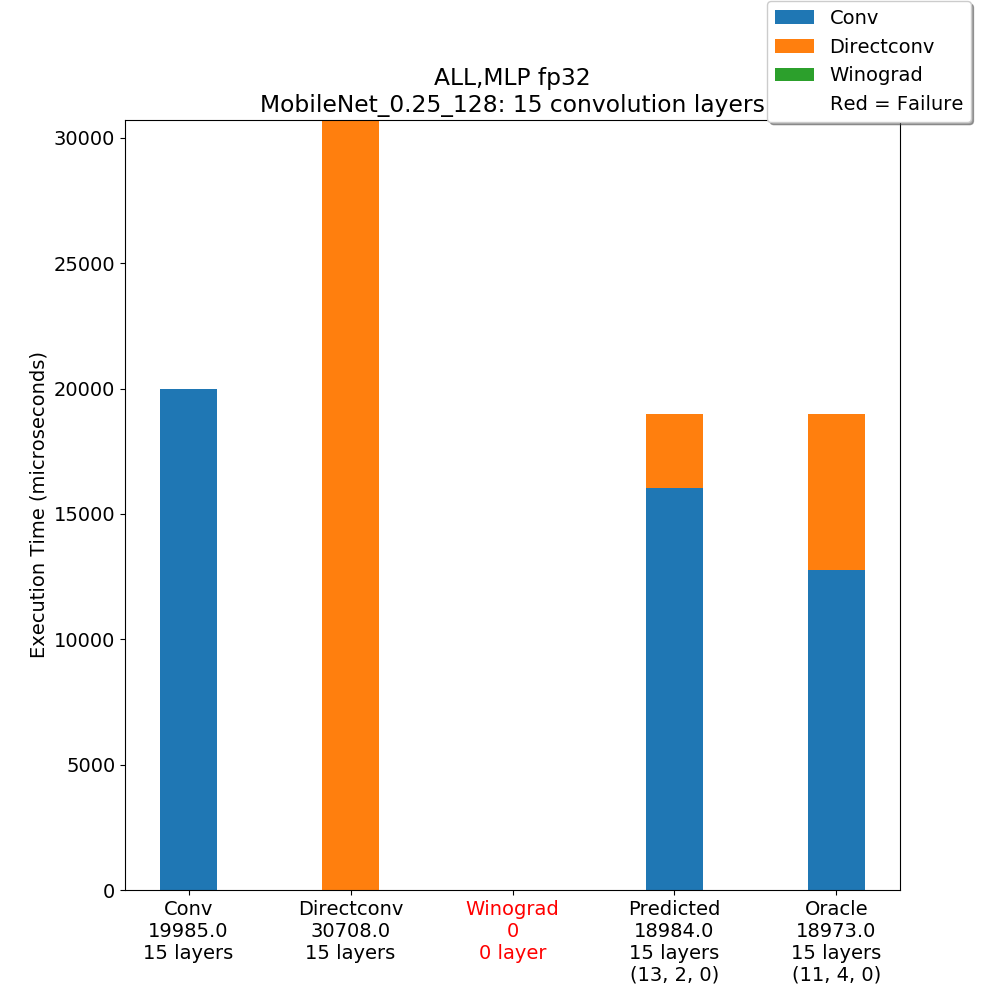 Conv
Directconv
Winograd
Red = Failure
ALL,MLP fp32
MobileNet_0.25_128: 15 convolution layers
Execution Time (microseconds)
30000
25000
20000
15000
10000
5000
0
Conv
19985.0
15 layers
Directconv
30708.0
15 layers
Winograd
0
0 layer
Predicted
18984.0
15 layers
(13, 2, 0)
Oracle
18973.0
15 layers
(11, 4, 0)